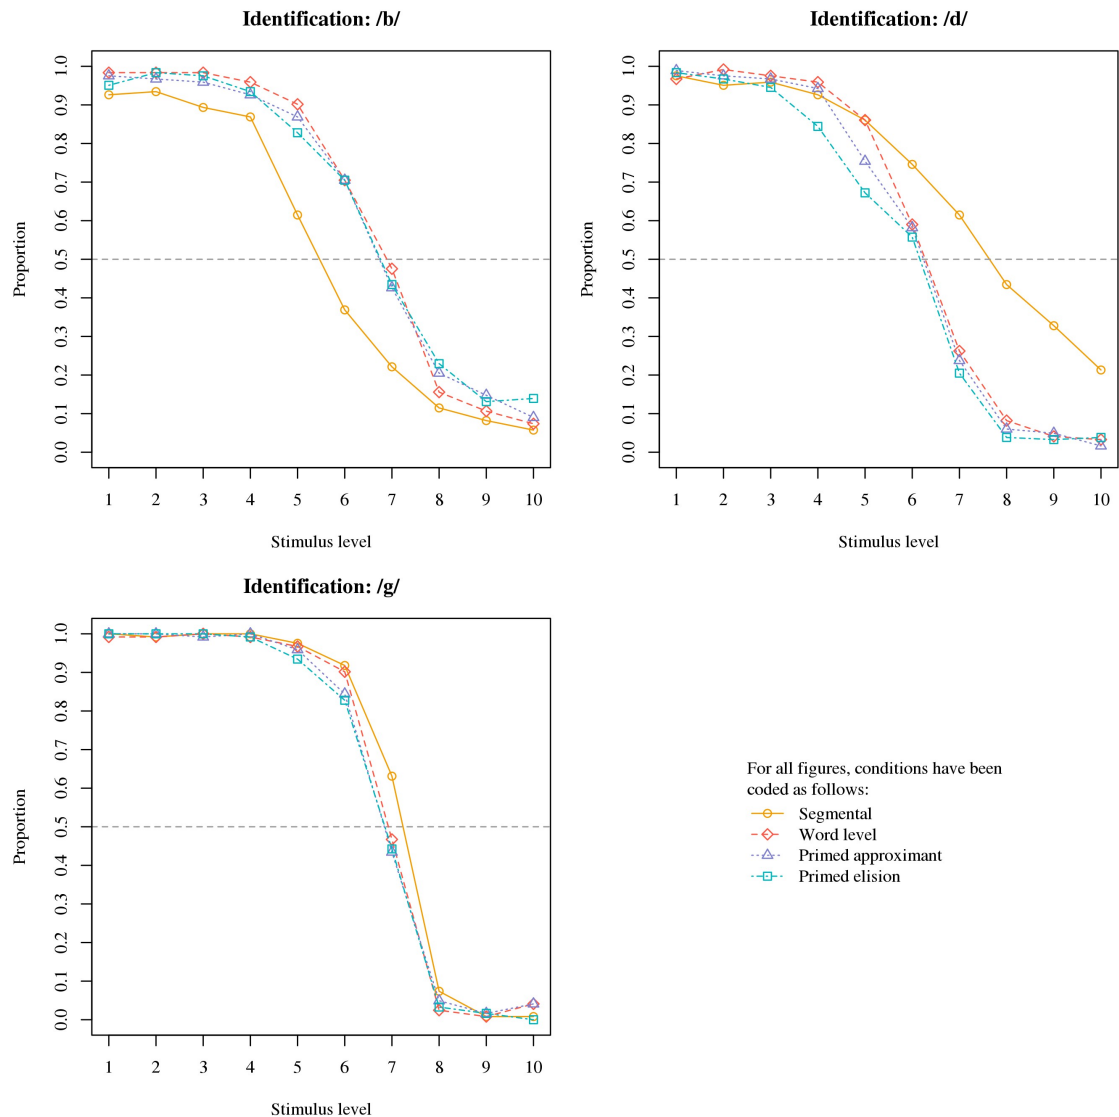 Identification: /b/
Proportion
1.0
0.9
0.8
0.7
0.6
0.5
0.4
0.3
0.2
0.1
0.0
1 2 3 4 5 6 7 8 9 10
Stimulus level
Identification: /d/
Proportion
1.0
0.9
0.8
0.7
0.6
0.5
0.4
0.3
0.2
0.1
0.0
1 2 3 4 5 6 7 8 9 10
Stimulus level
Identification: /g/
Proportion
1.0
0.9
0.8
0.7
0.6
0.5
0.4
0.3
0.2
0.1
0.0
1 2 3 4 5 6 7 8 9 10
Stimulus level
For all figures, conditions have been
coded as follows:
Segmental
Word level
Primed approximant
Primed elision